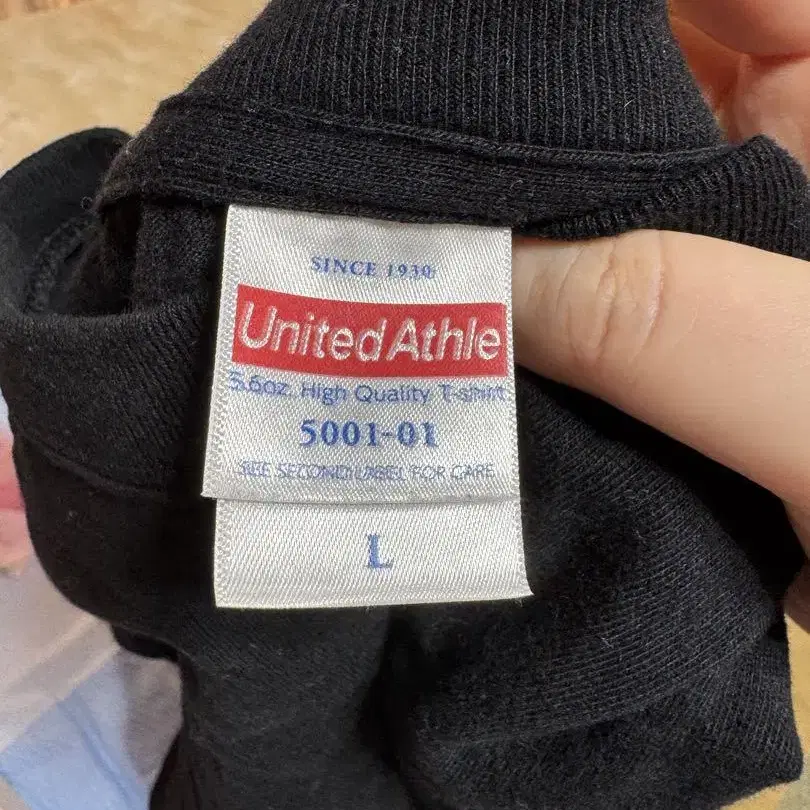 SINCE 1930
United Athle
5.6oz. High Quality T-shirt
5001-01
SEE SECOND LABEL FOR CARE
L